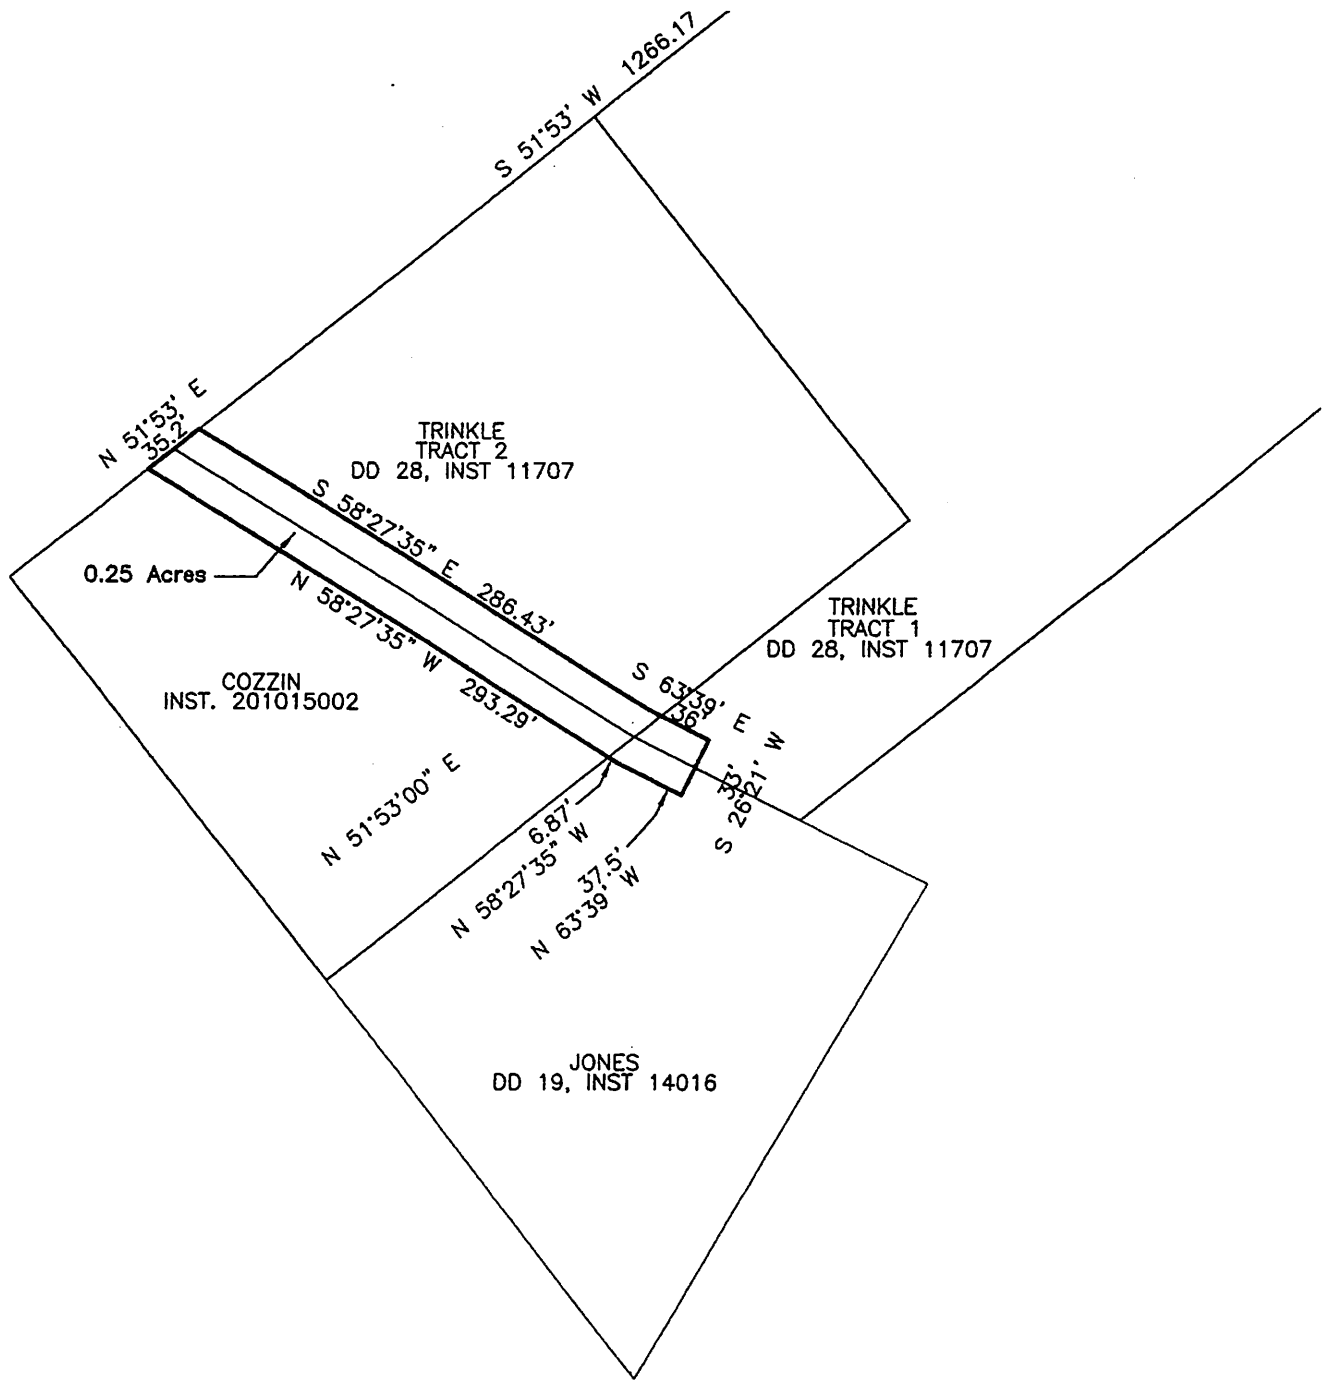 S 51°53' W 1266.17
N 51°53' E
35.2'
TRINKLE
TRACT 2
DD 28, INST 11707
S 58°27'35" E 286.43'
0.25 Acres
N 58°27'35" W 293.29'
TRINKLE
TRACT 1
DD 28, INST 11707
S 63°39' E
36'
COZZIN
INST. 201015002
33'
S 26°21' W
N 51°53'00" E
6.87'
N 58°27'35" W
37.5'
N 63°39' W
JONES
DD 19, INST 14016